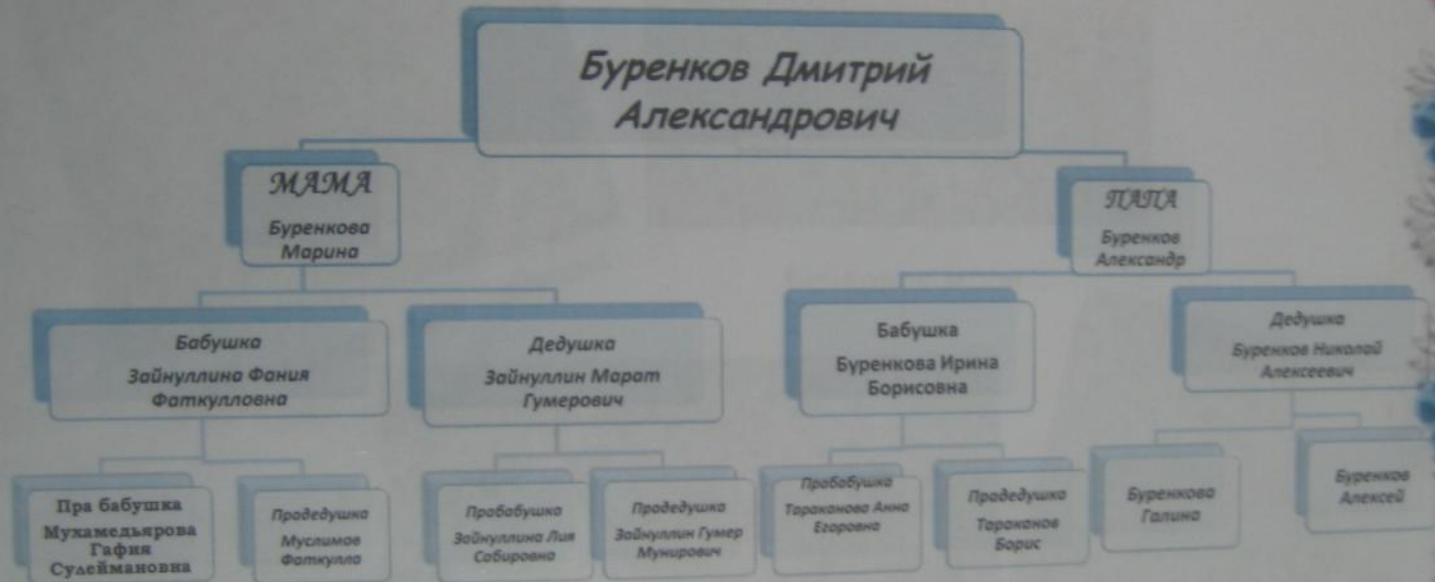 Буренков Дмитрий
Александрович
МАМА
Буренкова
Марина
ПАПА
Буренков
Александр
Бабушка
Зайнуллина Фания
Фаткулловна
Дедушка
Зайнуллин Марат
Гумерович
Бабушка
Буренкова Ирина
Борисовна
Дедушка
Буренков Николай
Алексеевич
Пра бабушка
Мухамедьярова
Гафия
Сулеймановна
Прадедушка
Муслимов
Фаткулла
Прабабушка
Зайнуллина Лия
Сабировна
Прадедушка
Зайнуллин Гумер
Мунирович
Прабабушка
Тараканова Анна
Егоровна
Прадедушка
Тараканов
Борис
Буренкова
Галина
Буренков
Алексей